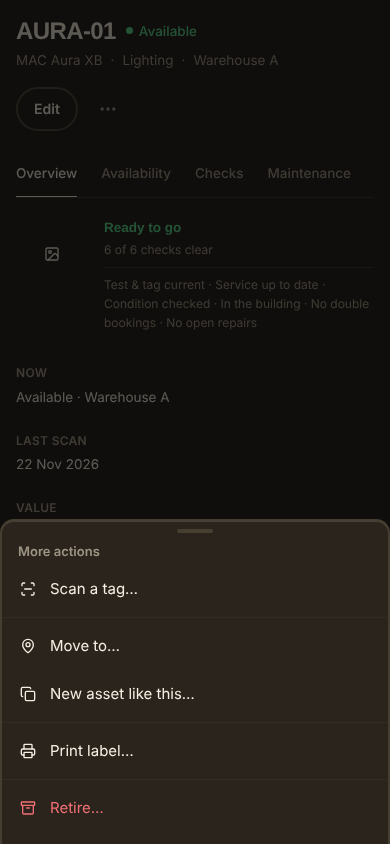 AURA-01 Available
MAC Aura XB · Lighting · Warehouse A
Edit
Overview Availability Checks Maintenance
Ready to go
6 of 6 checks clear
Test & tag current · Service up to date ·
Condition checked · In the building · No double
bookings · No open repairs
NOW
Available · Warehouse A
LAST SCAN
22 Nov 2026
VALUE
More actions
Scan a tag...
Move to...
New asset like this...
Print label...
Retire...